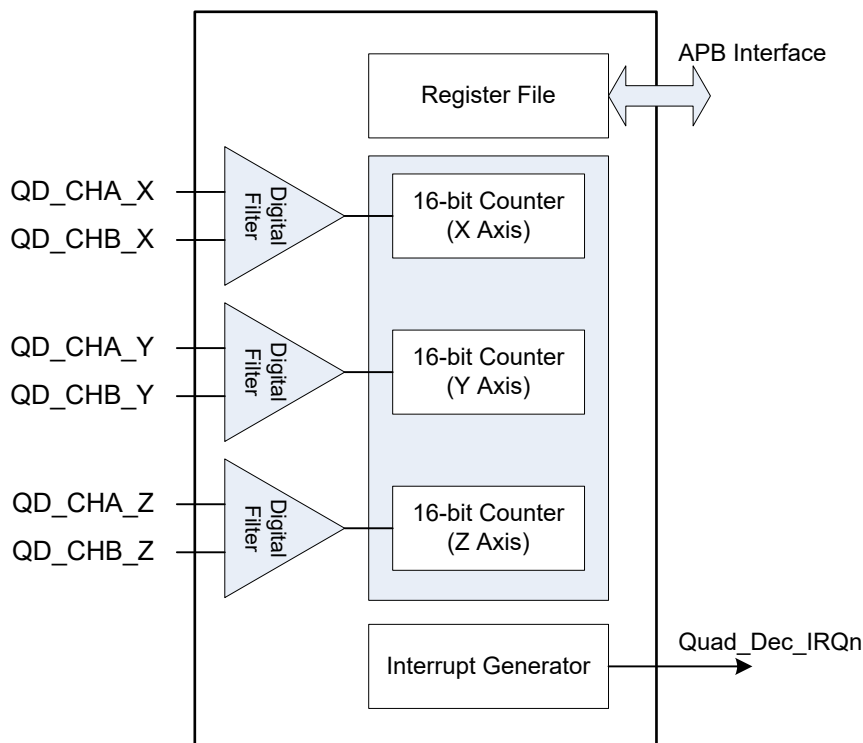 APB Interface
Register File
QD_CHA_X
QD_CHB_X
Digital
Filter
16-bit Counter
(X Axis)
QD_CHA_Y
QD_CHB_Y
Digital
Filter
16-bit Counter
(Y Axis)
QD_CHA_Z
QD_CHB_Z
Digital
Filter
16-bit Counter
(Z Axis)
Interrupt Generator
Quad_Dec_IRQn